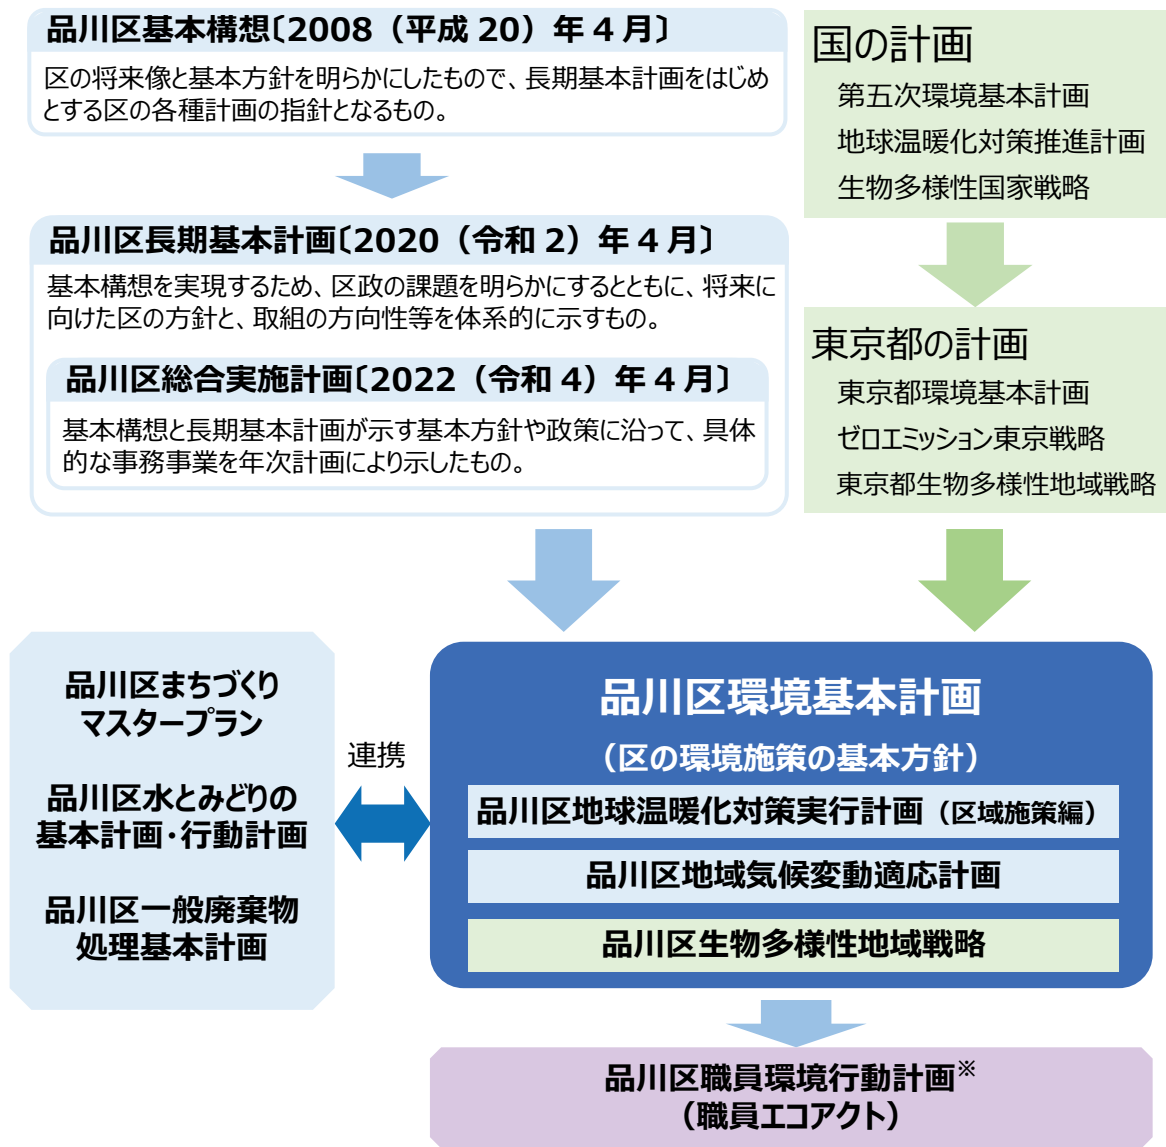 品川区基本構想〔2008（平成 20）年 4 月〕
区の将来像と基本方針を明らかにしたもので、長期基本計画をはじめ
とする区の各種計画の指針となるもの。
品川区長期基本計画〔2020（令和 2）年 4 月〕
基本構想を実現するため、区政の課題を明らかにするとともに、将来に
向けた区の方針と、取組の方向性等を体系的に示すもの。
品川区総合実施計画〔2022（令和 4）年 4 月〕
基本構想と長期基本計画が示す基本方針や政策に沿って、具体
的な事務事業を年次計画により示したもの。
国の計画
第五次環境基本計画
地球温暖化対策推進計画
生物多様性国家戦略
東京都の計画
東京都環境基本計画
ゼロエミッション東京戦略
東京都生物多様性地域戦略
品川区まちづくり
マスタープラン
品川区水とみどりの
基本計画・行動計画
品川区一般廃棄物
処理基本計画
連携
品川区環境基本計画
（区の環境施策の基本方針）
品川区地球温暖化対策実行計画（区域施策編）
品川区地域気候変動適応計画
品川区生物多様性地域戦略
品川区職員環境行動計画※
（職員エコアクト）